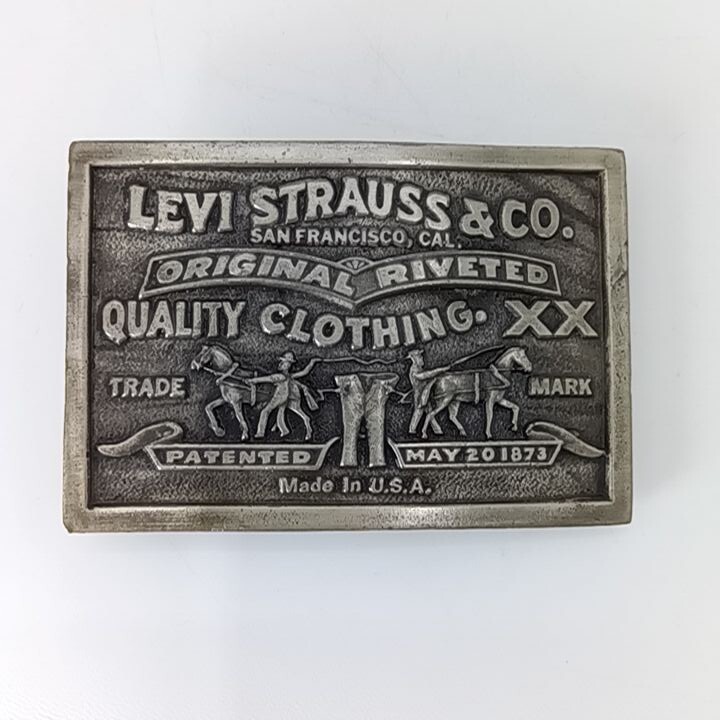 LEVI STRAUSS & CO.
SAN FRANCISCO, CAL.
ORIGINAL RIVETED
QUALITY CLOTHING. XX
TRADE MARK
PATENTED MAY 20 1873
Made In U.S.A.